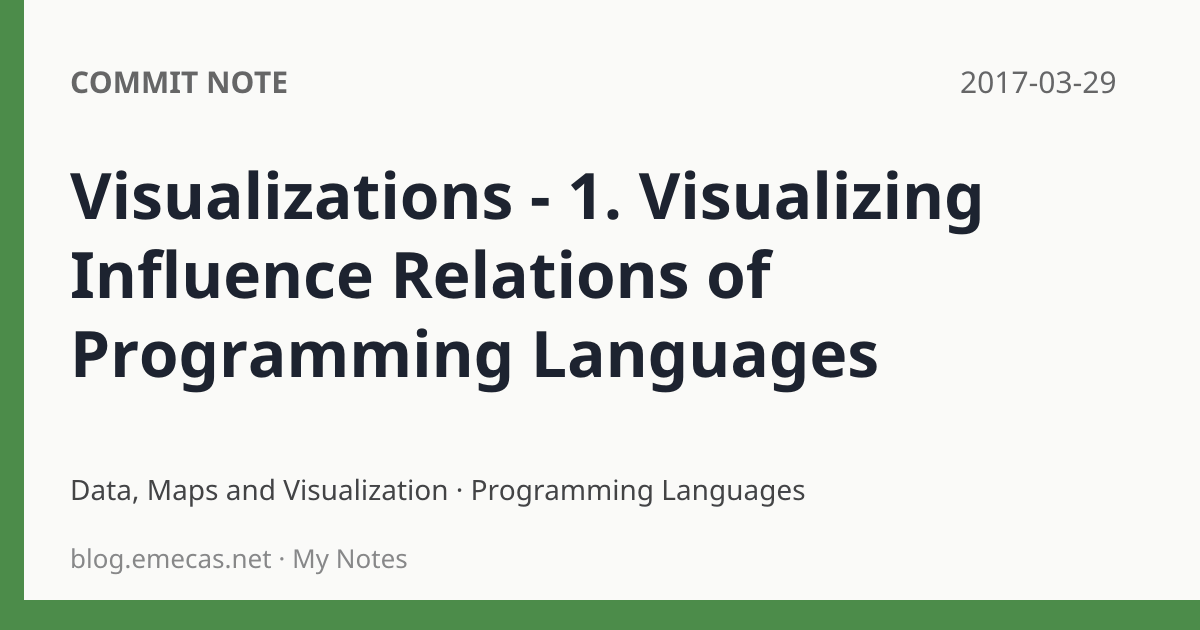 COMMIT NOTE
2017-03-29
Visualizations - 1. Visualizing
Influence Relations of
Programming Languages
Data, Maps and Visualization · Programming Languages
blog.emecas.net · My Notes